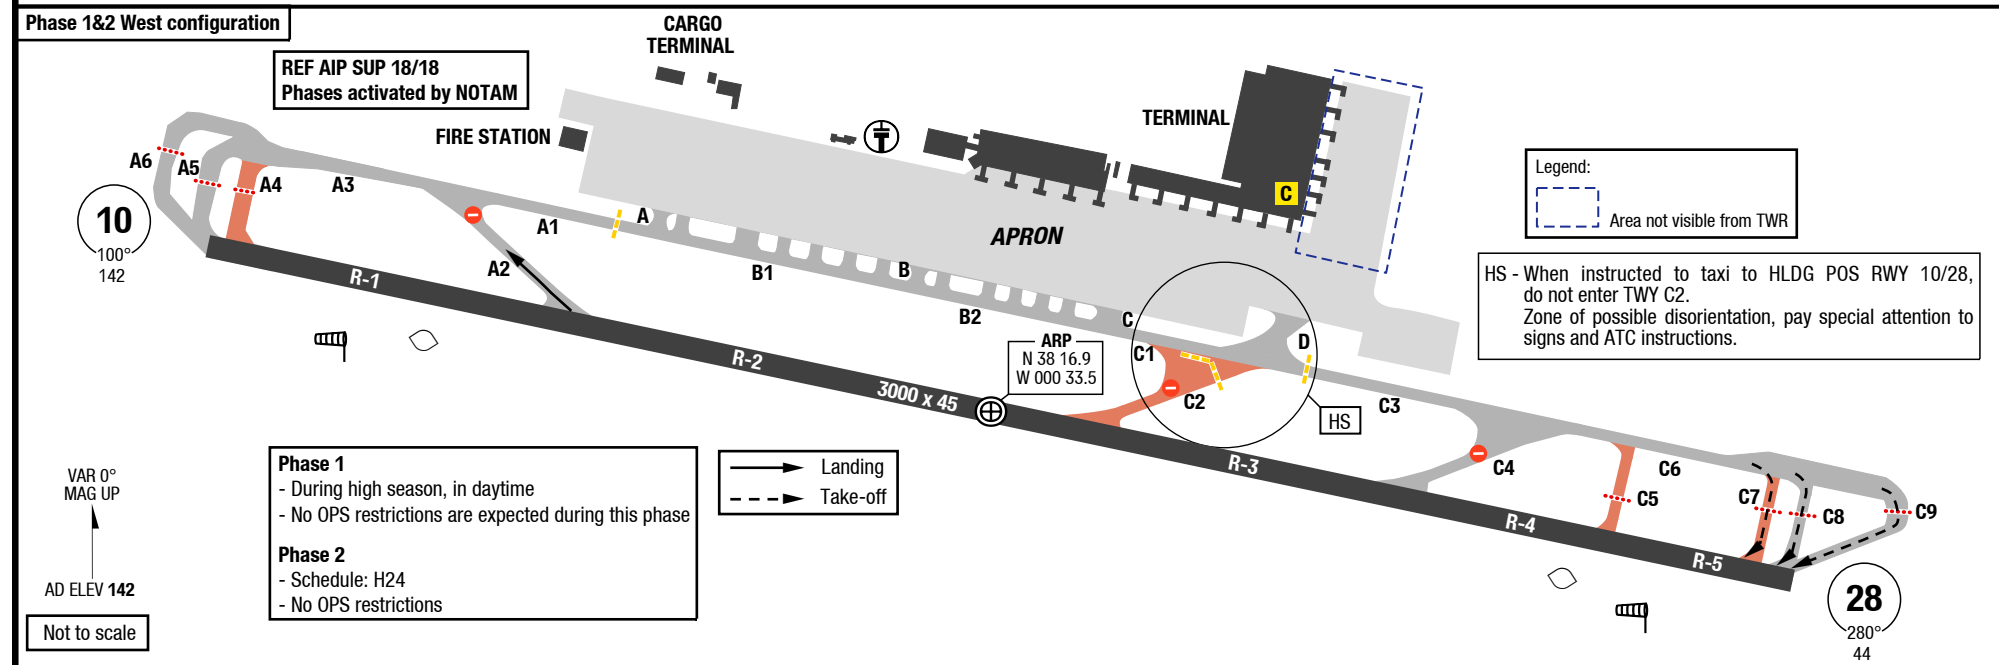 Phase 1&2 West configuration
REF AIP SUP 18/18
Phases activated by NOTAM
CARGO
TERMINAL
FIRE STATION
TERMINAL
C
APRON
Legend:
Area not visible from TWR
HS - When instructed to taxi to HLDG POS RWY 10/28,
do not enter TWY C2.
Zone of possible disorientation, pay special attention to
signs and ATC instructions.
A6
A5
A4
A3
A1
A
A2
B1
B
B2
C
C1
D
C2
C3
HS
C4
C5
C6
C7
C8
C9
10
100°
142
R-1
R-2
3000 x 45
R-3
R-4
R-5
ARP
N 38 16.9
W 000 33.5
28
280°
44
VAR 0°
MAG UP
AD ELEV 142
Not to scale
Phase 1
- During high season, in daytime
- No OPS restrictions are expected during this phase
Phase 2
- Schedule: H24
- No OPS restrictions
Landing
Take-off